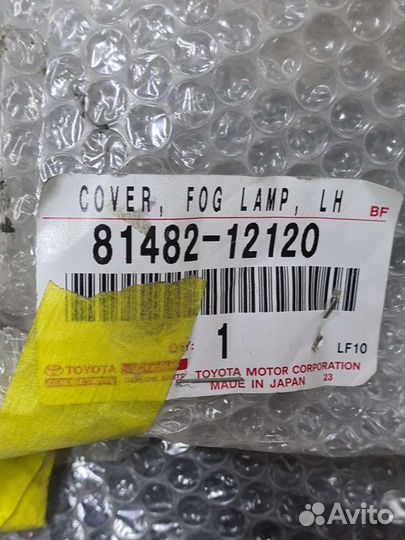 COVER, FOG LAMP, LH
BF
81482-12120
1
LF10
TOYOTA
TOYOTA MOTOR CORPORATION
MADE IN JAPAN 23
Avito